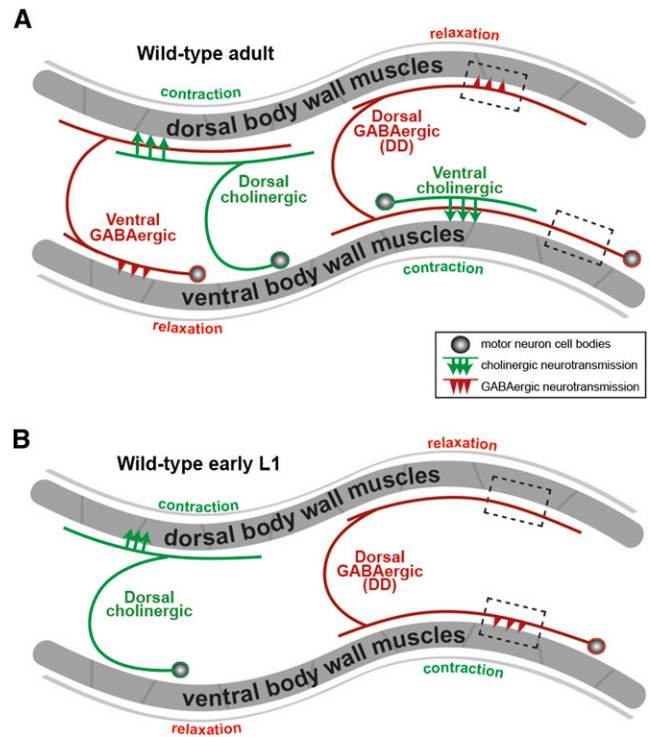 A
Wild-type adult
relaxation
contraction
dorsal body wall muscles
Dorsal
GABAergic
(DD)
Dorsal
cholinergic
Ventral
cholinergic
Ventral
GABAergic
ventral body wall muscles
contraction
relaxation
motor neuron cell bodies
cholinergic neurotransmission
GABAergic neurotransmission
B
Wild-type early L1
relaxation
contraction
dorsal body wall muscles
Dorsal
GABAergic
(DD)
Dorsal
cholinergic
ventral body wall muscles
contraction
relaxation